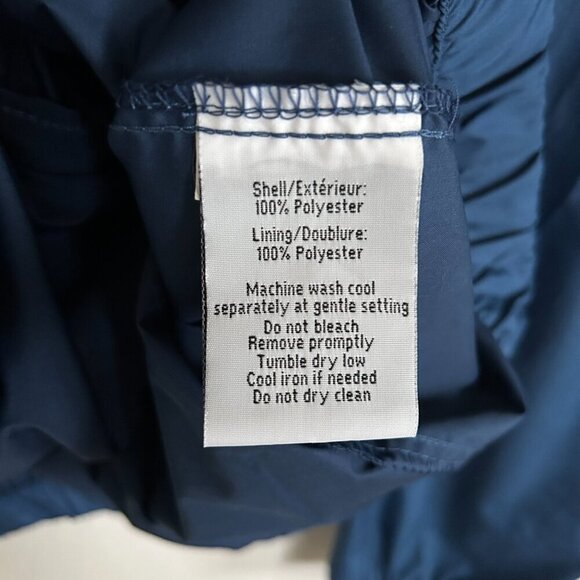 Shell/Extérieur:
100% Polyester
Lining/Doublure:
100% Polyester
Machine wash cool
separately at gentle setting
Do not bleach
Remove promptly
Tumble dry low
Cool iron if needed
Do not dry clean